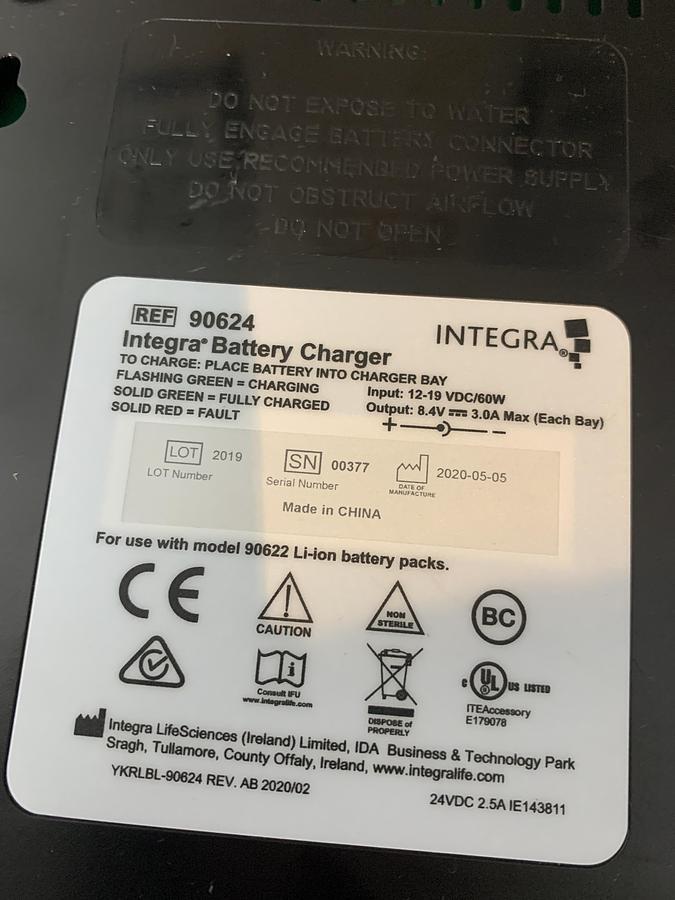 WARNING:
DO NOT EXPOSE TO WATER
FULLY ENGAGE BATTERY CONNECTOR
ONLY USE RECOMMENDED POWER SUPPLY
DO NOT OBSTRUCT AIRFLOW
DO NOT OPEN
REF 90624
INTEGRA®
Integra® Battery Charger
TO CHARGE: PLACE BATTERY INTO CHARGER BAY
FLASHING GREEN = CHARGING
SOLID GREEN = FULLY CHARGED
SOLID RED = FAULT
Input: 12-19 VDC/60W
Output: 8.4V ⎓ 3.0A Max (Each Bay)
+ −
LOT 2019
LOT Number
SN 00377
Serial Number
2020-05-05
DATE OF
MANUFACTURE
Made in CHINA
For use with model 90622 Li-ion battery packs.
CE
CAUTION
NON
STERILE
BC
Consult IFU
www.integralife.com
DISPOSE of
PROPERLY
C UL® US LISTED
ITEAccessory
E179078
Integra LifeSciences (Ireland) Limited, IDA Business & Technology Park
Sragh, Tullamore, County Offaly, Ireland, www.integralife.com
YKRLBL-90624 REV. AB 2020/02
24VDC 2.5A IE143811